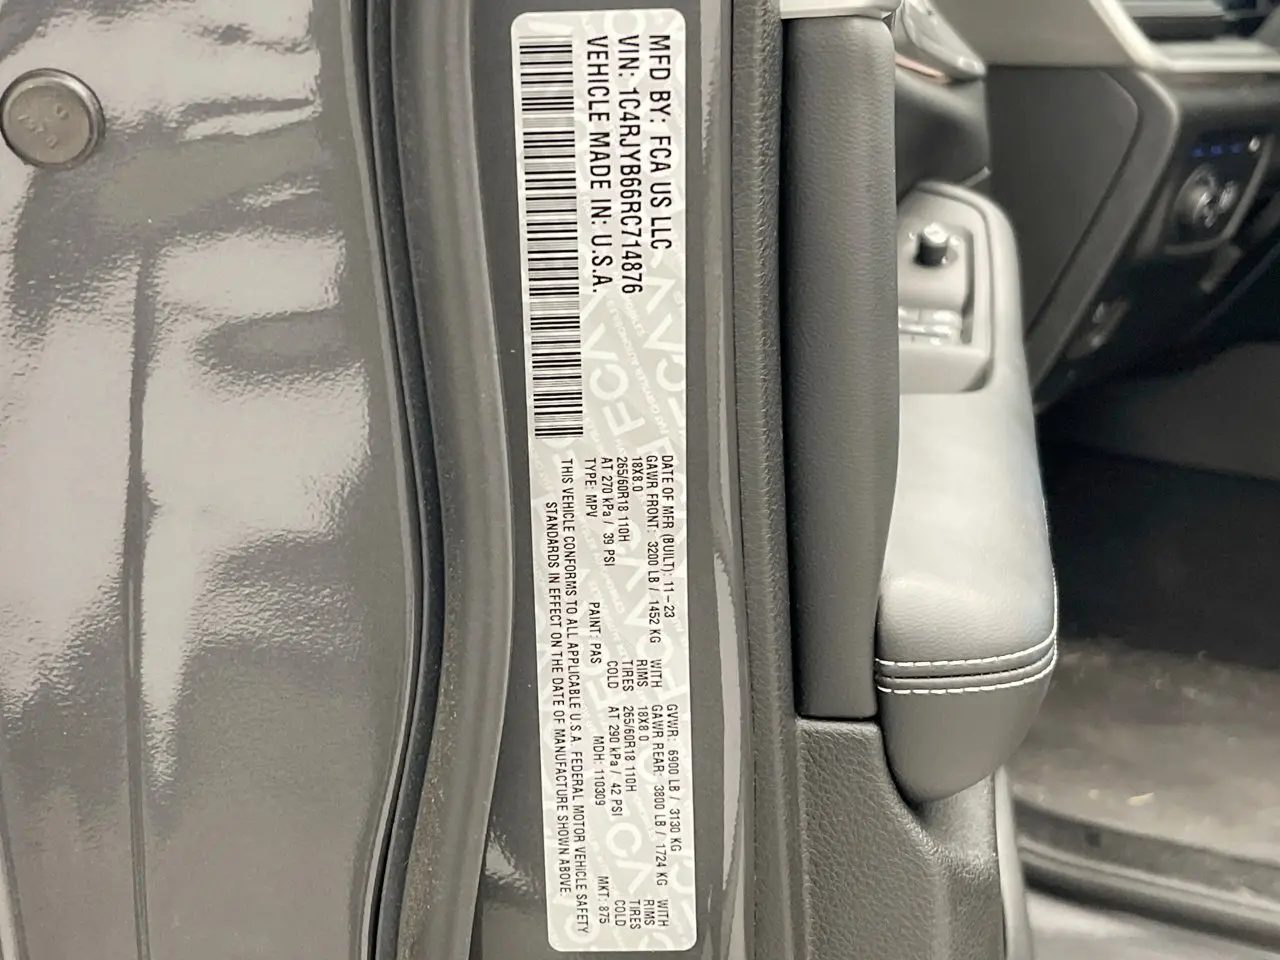 MFD BY: FCA US LLC
VIN: 1C4RJYB66RC714876
VEHICLE MADE IN: U.S.A.
DATE OF MFR (BUILT): 11-23 GVWR: 6900 LB / 3130 KG
GAWR FRONT: 3200 LB / 1452 KG WITH GAWR REAR: 3800 LB / 1724 KG WITH
18X8.0 RIMS 18X8.0 RIMS
265/60R18 110H TIRES 265/60R18 110H TIRES
AT 270 kPa / 39 PSI COLD AT 290 kPa / 42 PSI COLD
TYPE: MPV PAINT: PAS MDH: 110309 MKT: 875
THIS VEHICLE CONFORMS TO ALL APPLICABLE U.S.A. FEDERAL MOTOR VEHICLE SAFETY
STANDARDS IN EFFECT ON THE DATE OF MANUFACTURE SHOWN ABOVE.
FCA